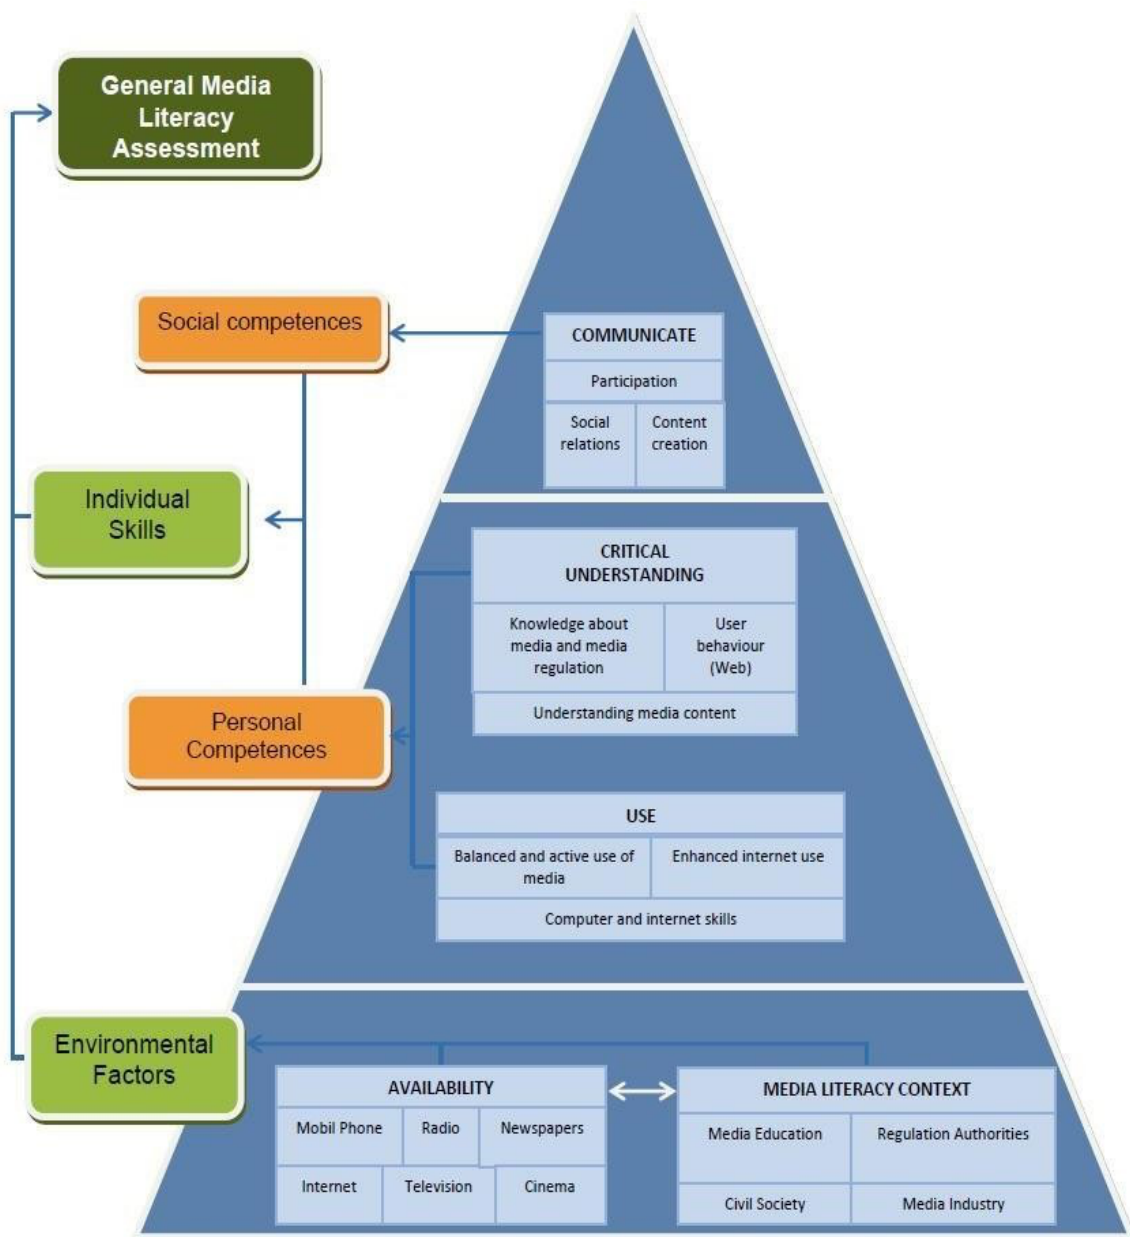 General Media
Literacy
Assessment
Social competences
COMMUNICATE
Participation
Social
relations
Content
creation
Individual
Skills
CRITICAL
UNDERSTANDING
Knowledge about
media and media
regulation
User
behaviour
(Web)
Understanding media content
Personal
Competences
USE
Balanced and active use of
media
Enhanced internet use
Computer and internet skills
Environmental
Factors
AVAILABILITY
Mobil Phone
Radio
Newspapers
Internet
Television
Cinema
MEDIA LITERACY CONTEXT
Media Education
Regulation Authorities
Civil Society
Media Industry